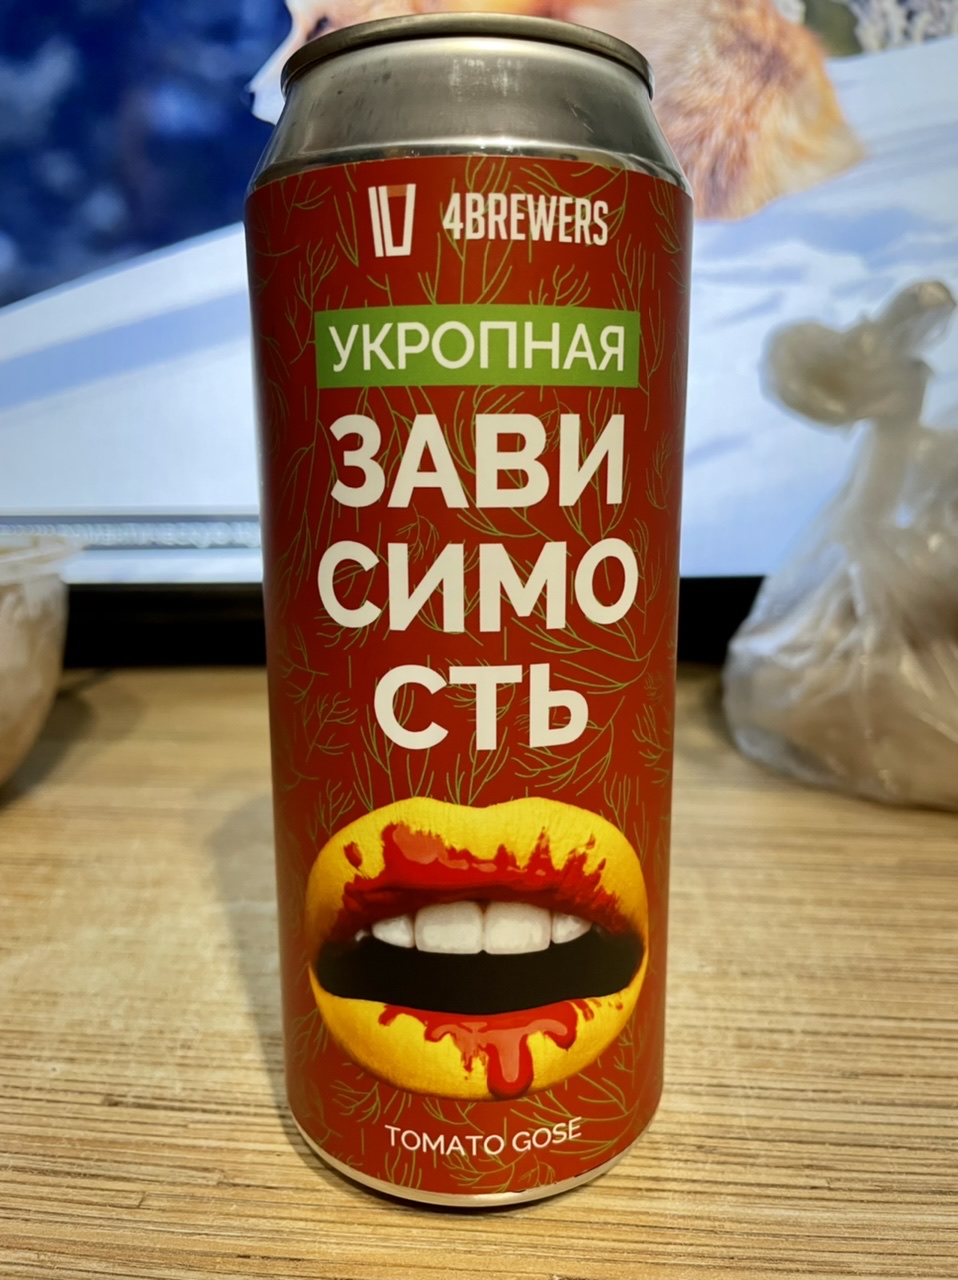 4BREWERS
УКРОПНАЯ
ЗАВИ
СИМО
СТЬ
TOMATO GOSE